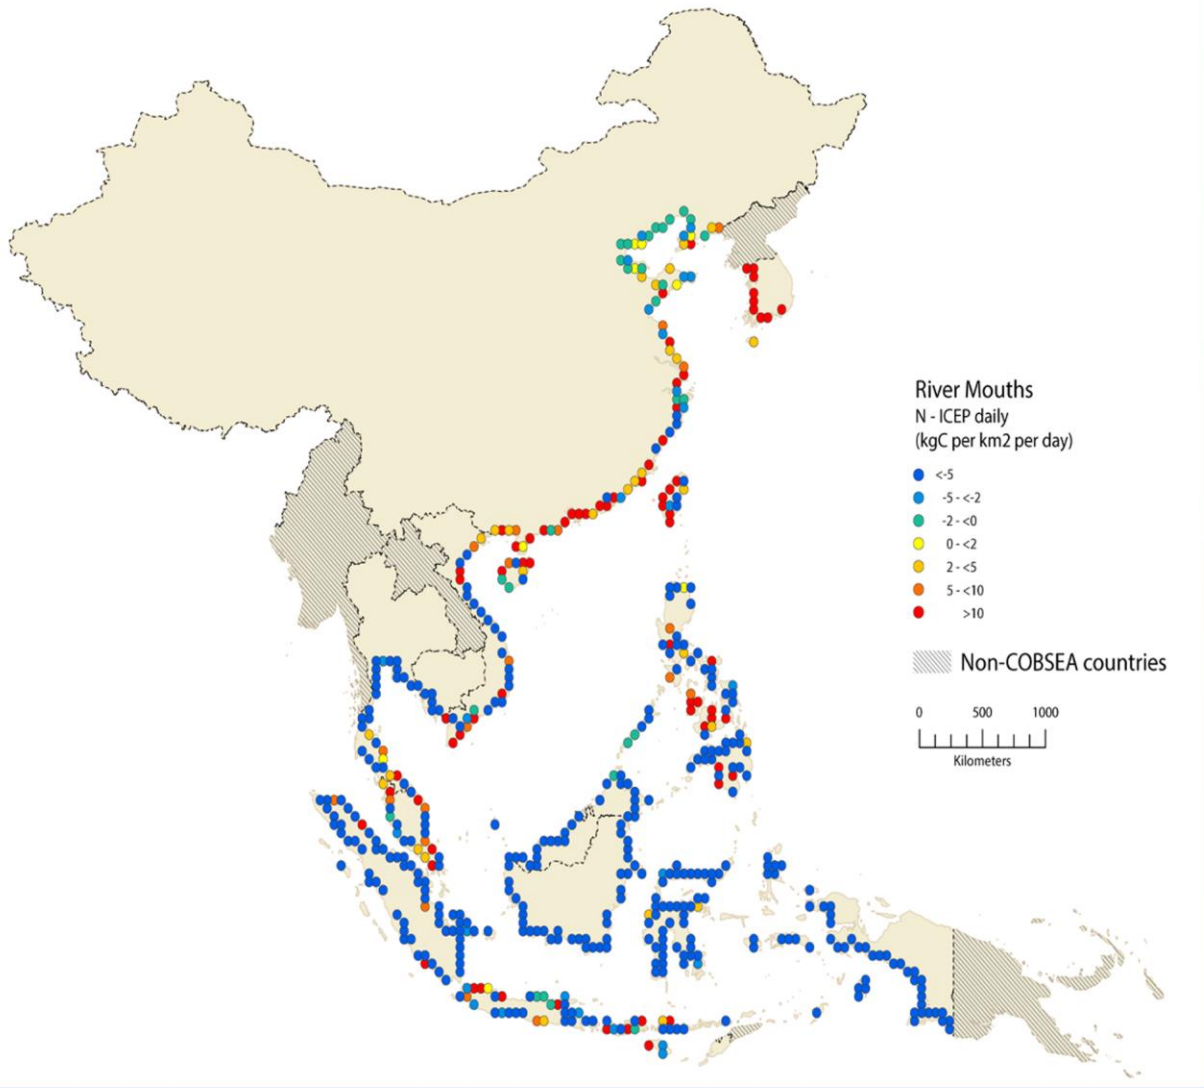 River Mouths
N - ICEP daily
(kgC per km2 per day)
<-5
-5 - <-2
-2 - <0
0 - <2
2 - <5
5 - <10
>10
Non-COBSEA countries
0 500 1000
Kilometers